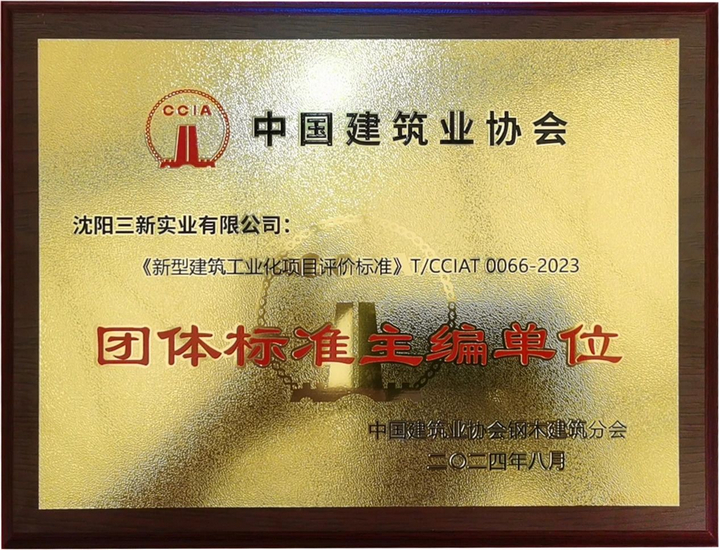 CCIA
中国建筑业协会
沈阳三新实业有限公司：
《新型建筑工业化项目评价标准》T/CCIAT 0066-2023
团体标准主编单位
中国建筑业协会钢木建筑分会
二〇二四年八月